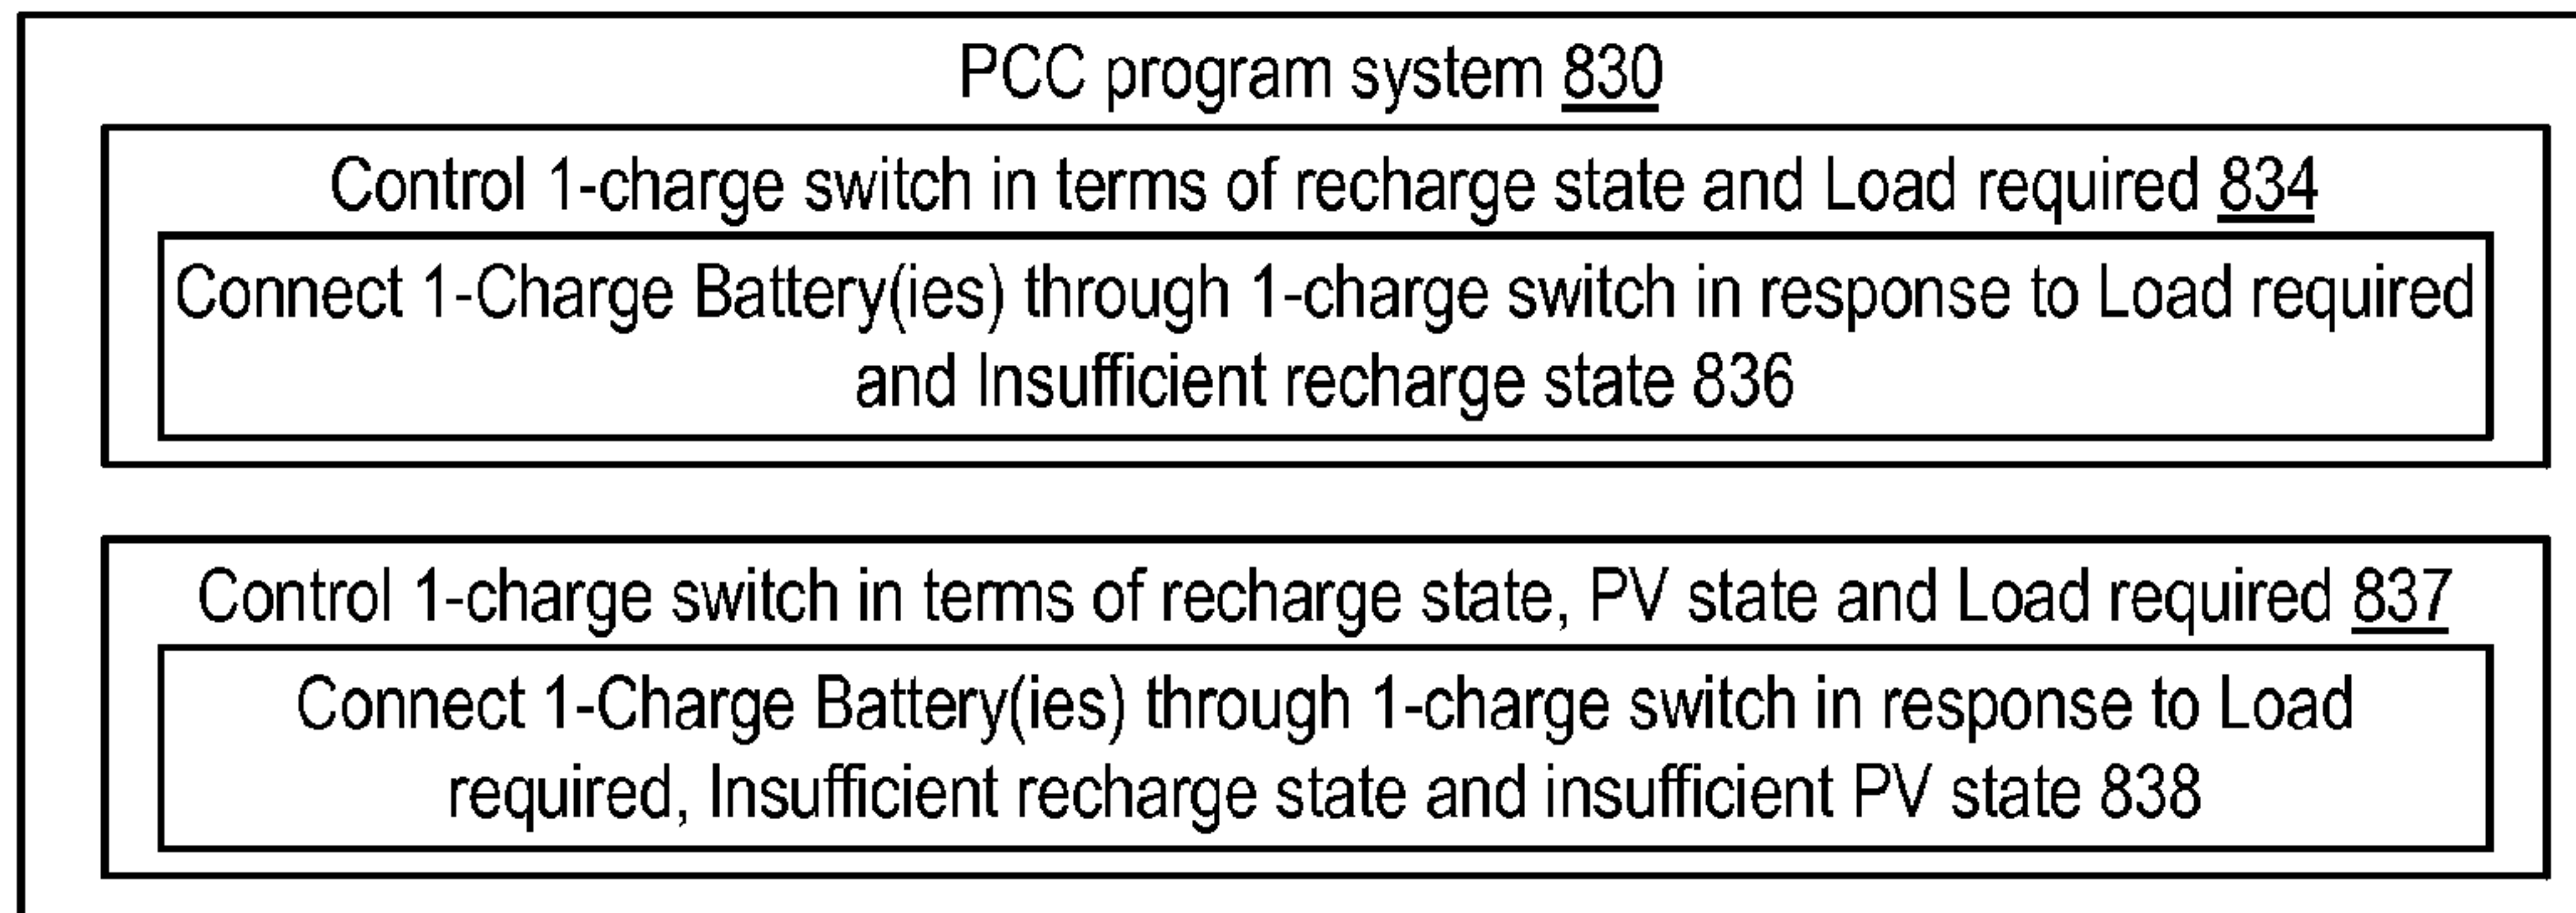 PCC program system 830
Control 1-charge switch in terms of recharge state and Load required 834
Connect 1-Charge Battery(ies) through 1-charge switch in response to Load required
and Insufficient recharge state 836
Control 1-charge switch in terms of recharge state, PV state and Load required 837
Connect 1-Charge Battery(ies) through 1-charge switch in response to Load
required, Insufficient recharge state and insufficient PV state 838